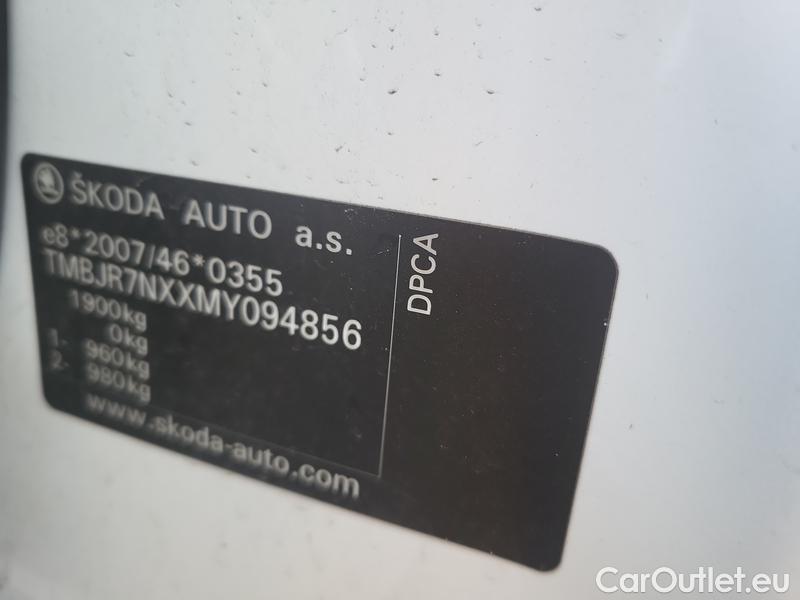 ŠKODA AUTO a.s.
e8*2007/46*0355
TMBJR7NXXMY094856
1900kg
0kg
1- 960kg
2- 980kg
www.skoda-auto.com
DPCA
CarOutlet.eu